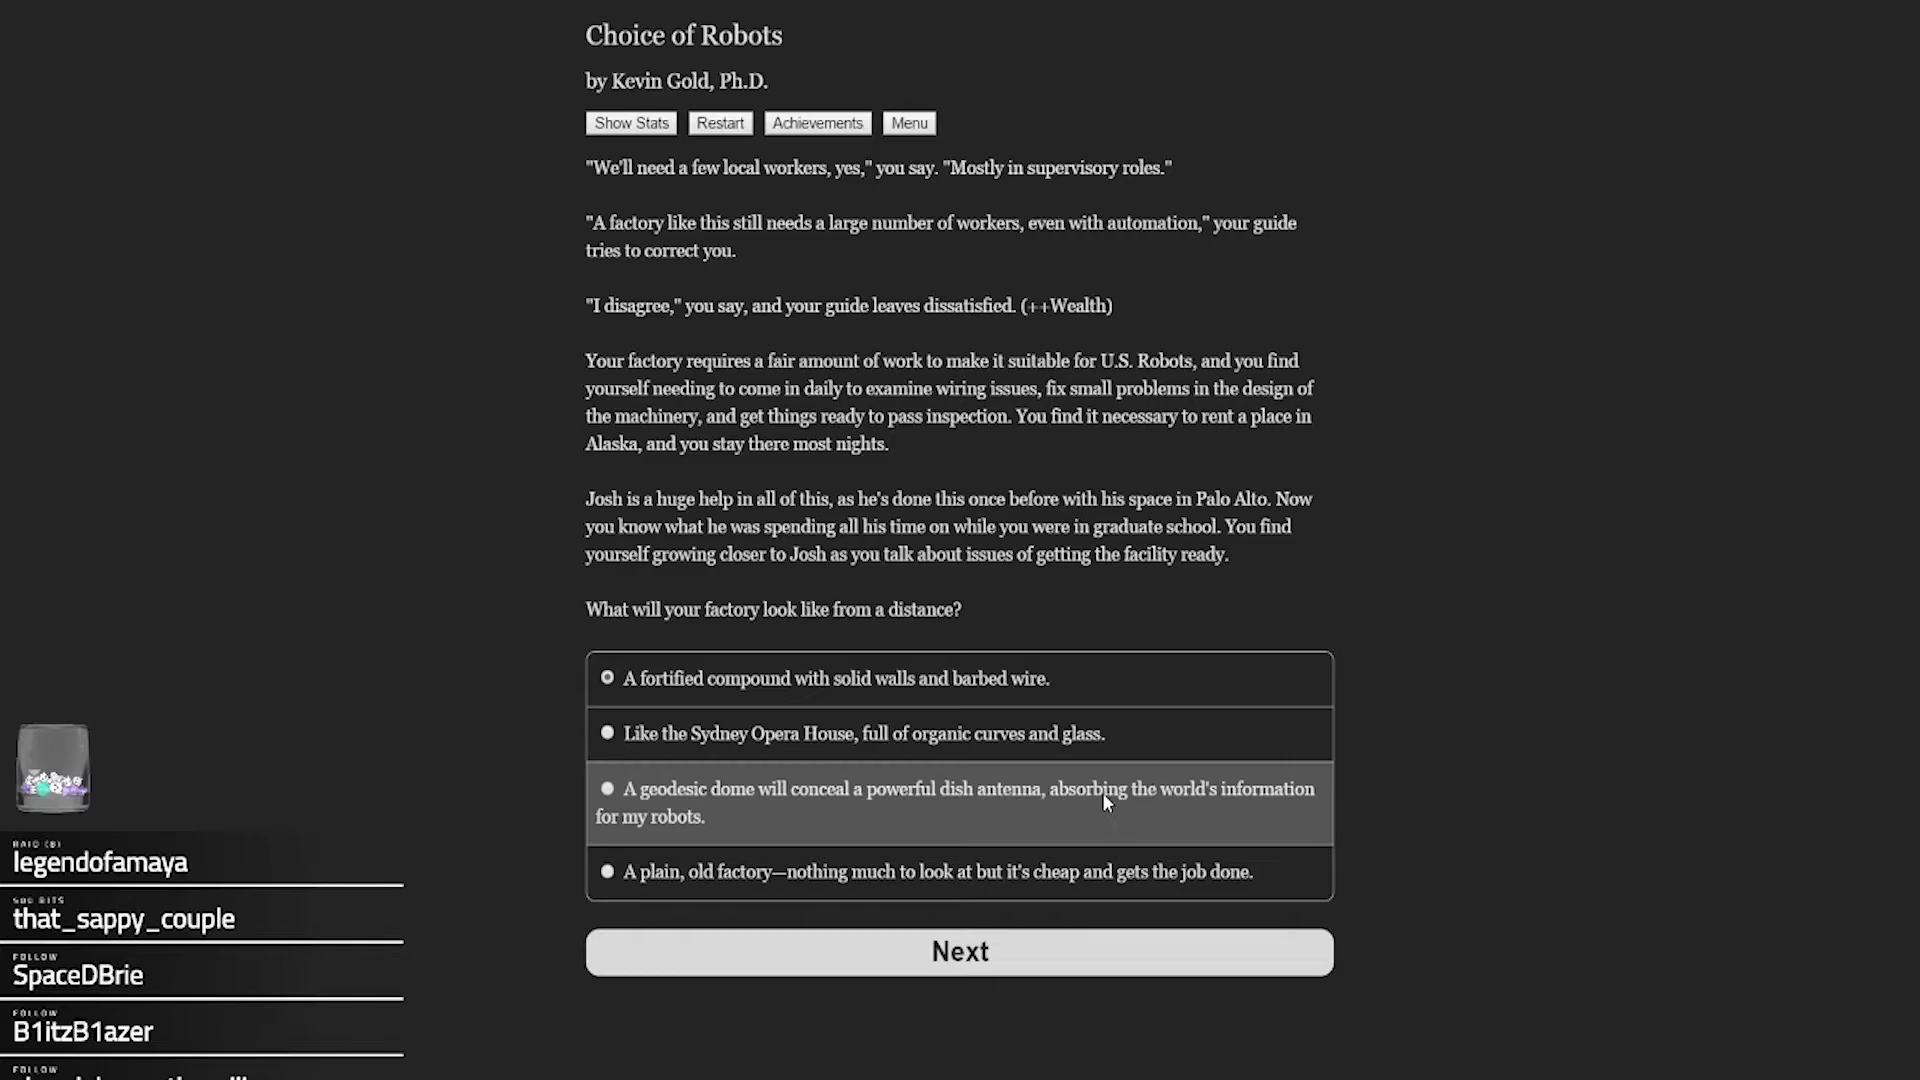 Choice of Robots
by Kevin Gold, Ph.D.
Show Stats Restart Achievements Menu
"We'll need a few local workers, yes," you say. "Mostly in supervisory roles."
"A factory like this still needs a large number of workers, even with automation," your guide
tries to correct you.
"I disagree," you say, and your guide leaves dissatisfied. (++Wealth)
Your factory requires a fair amount of work to make it suitable for U.S. Robots, and you find
yourself needing to come in daily to examine wiring issues, fix small problems in the design of
the machinery, and get things ready to pass inspection. You find it necessary to rent a place in
Alaska, and you stay there most nights.
Josh is a huge help in all of this, as he's done this once before with his space in Palo Alto. Now
you know what he was spending all his time on while you were in graduate school. You find
yourself growing closer to Josh as you talk about issues of getting the facility ready.
What will your factory look like from a distance?
A fortified compound with solid walls and barbed wire.
Like the Sydney Opera House, full of organic curves and glass.
A geodesic dome will conceal a powerful dish antenna, absorbing the world's information
for my robots.
A plain, old factory—nothing much to look at but it's cheap and gets the job done.
Next
RAID (8)
legendofamaya
500 BITS
that_sappy_couple
FOLLOW
SpaceDBrie
FOLLOW
B1itzB1azer
FOLLOW